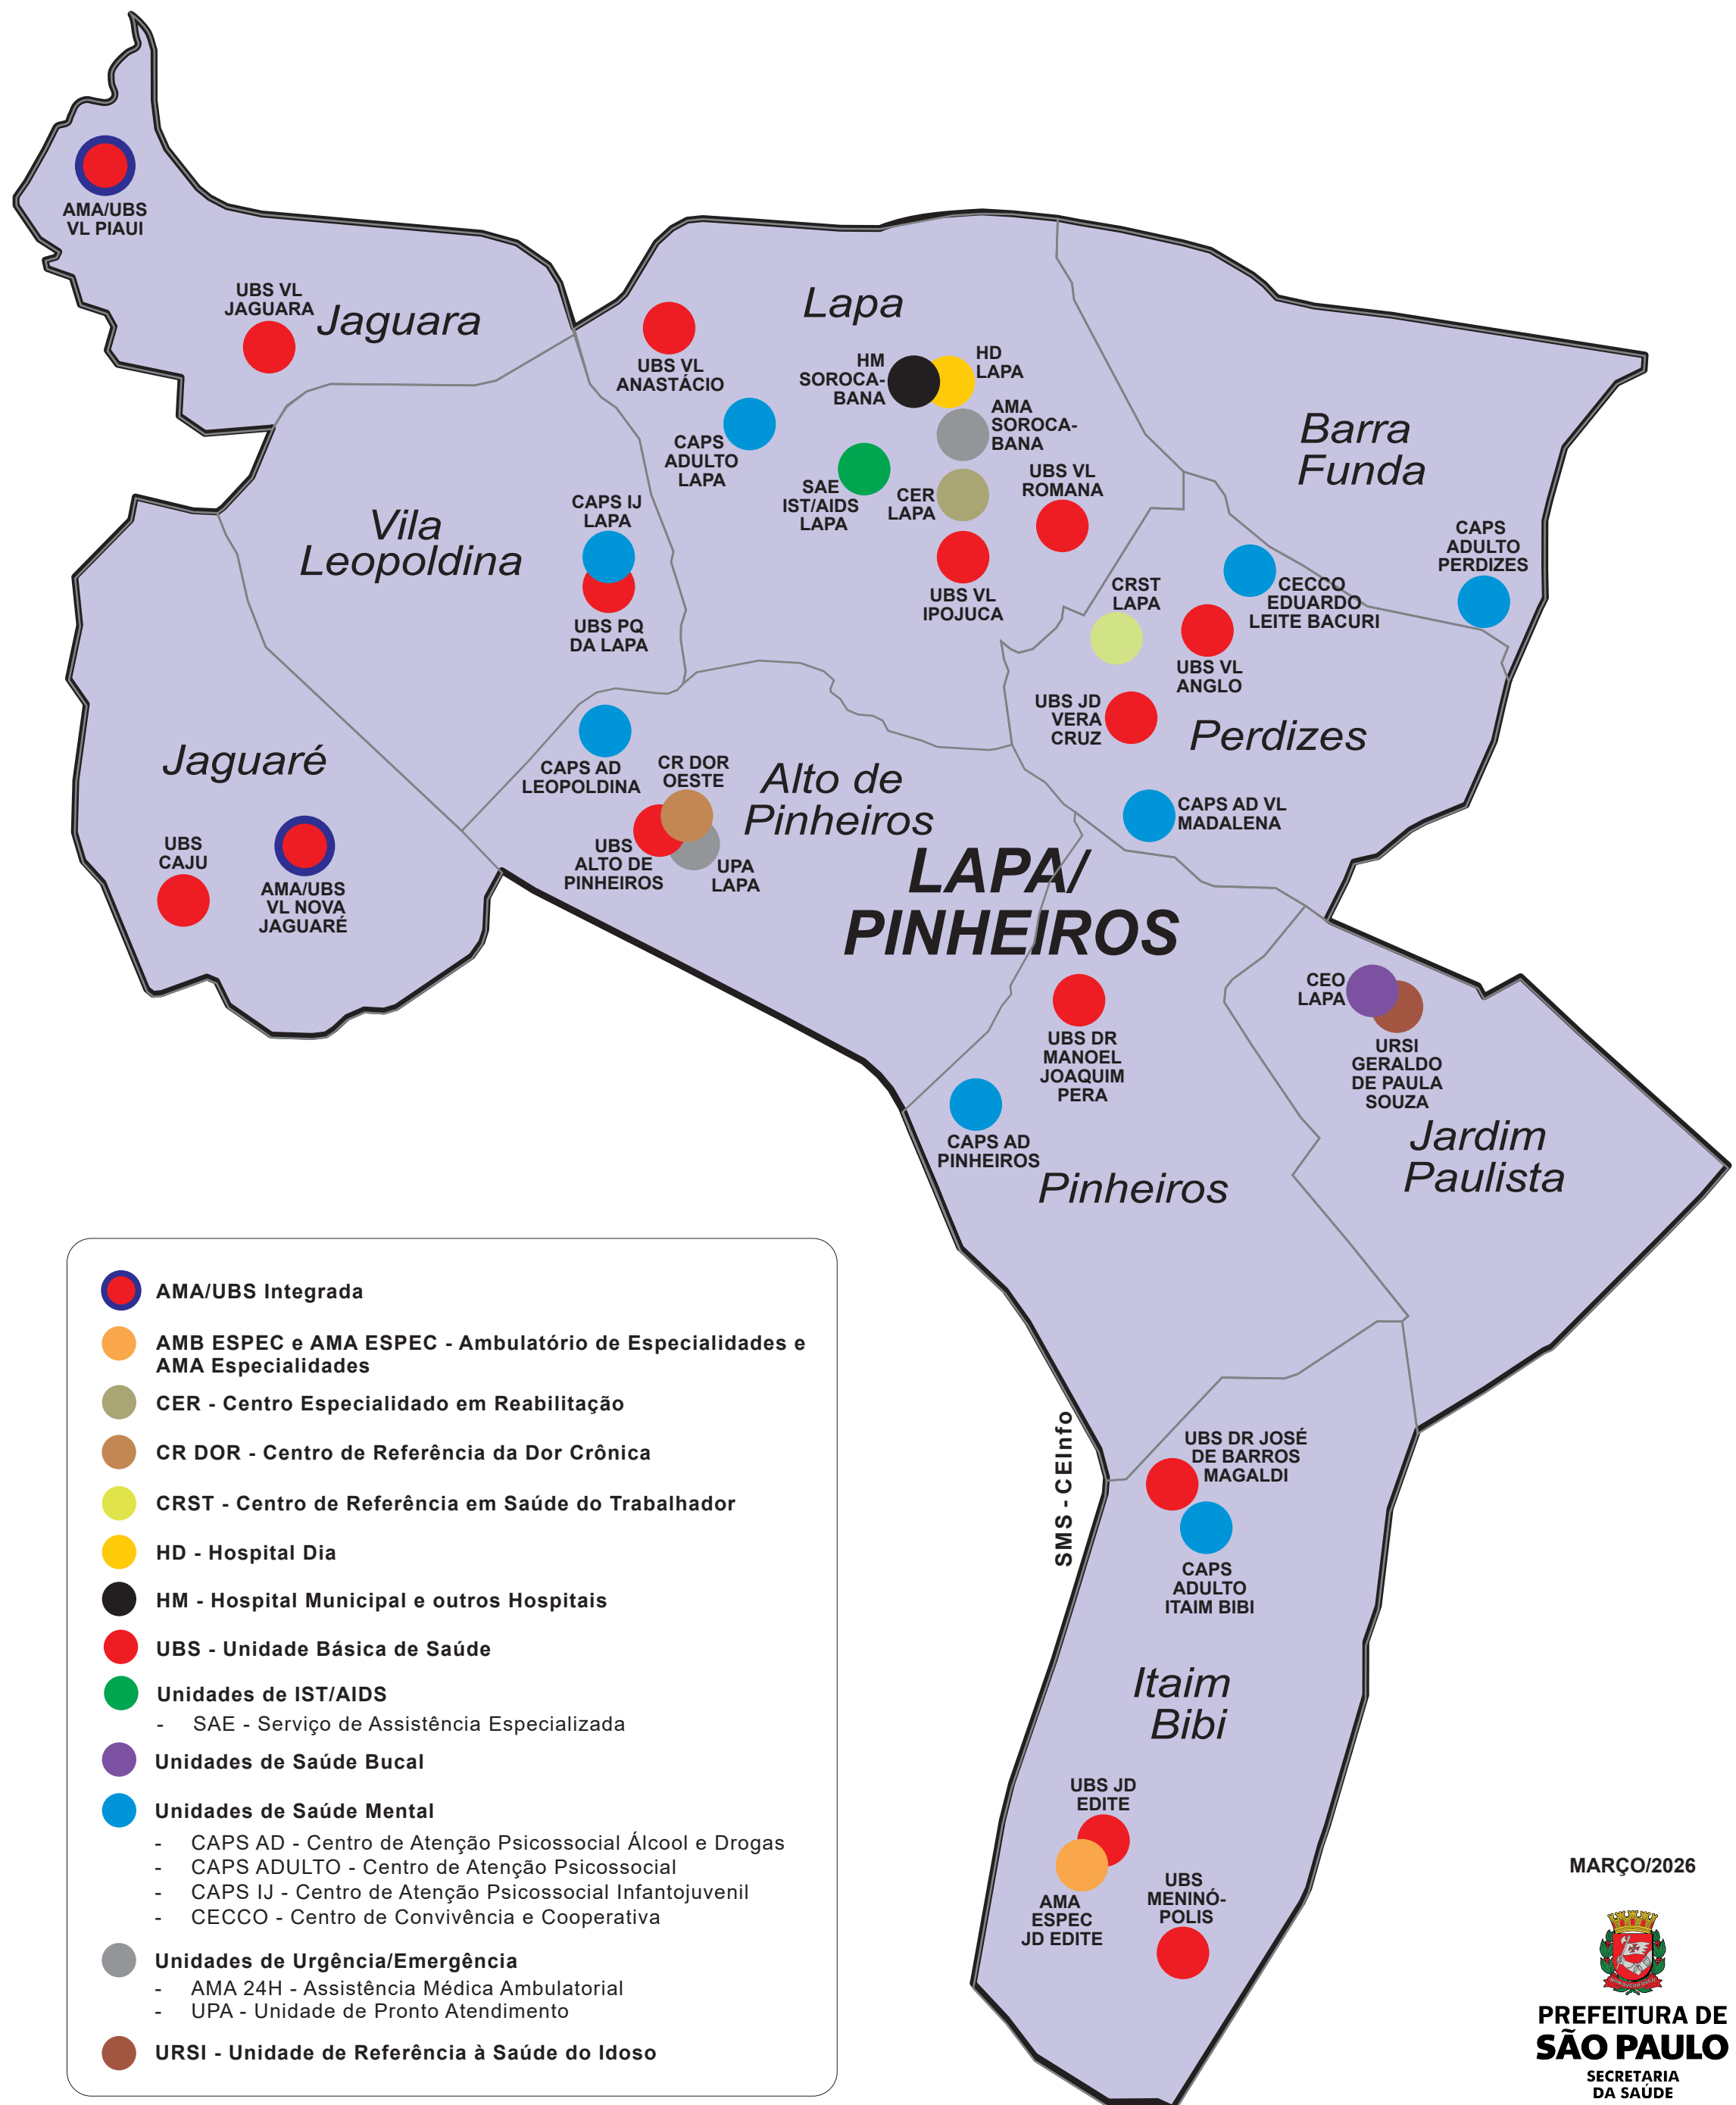 AMA/UBS
VL PIAUI
UBS VL
JAGUARA
Jaguara
Lapa
UBS VL
ANASTÁCIO
HM
SOROCA-
BANA
HD
LAPA
AMA
SOROCA-
BANA
CAPS
ADULTO
LAPA
SAE
IST/AIDS
LAPA
CER
LAPA
UBS VL
ROMANA
UBS VL
IPOJUCA
Barra
Funda
CAPS
ADULTO
PERDIZES
Vila
Leopoldina
CAPS IJ
LAPA
UBS PQ
DA LAPA
CRST
LAPA
CECCO
EDUARDO
LEITE BACURI
UBS VL
ANGLO
UBS JD
VERA
CRUZ
Perdizes
CAPS AD VL
MADALENA
Jaguaré
UBS
CAJU
AMA/UBS
VL NOVA
JAGUARÉ
CAPS AD
LEOPOLDINA
CR DOR
OESTE
UBS
ALTO DE
PINHEIROS
UPA
LAPA
Alto de
Pinheiros
LAPA/
PINHEIROS
UBS DR
MANOEL
JOAQUIM
PERA
CAPS AD
PINHEIROS
Pinheiros
CEO
LAPA
URSI
GERALDO
DE PAULA
SOUZA
Jardim
Paulista
UBS DR JOSÉ
DE BARROS
MAGALDI
CAPS
ADULTO
ITAIM BIBI
Itaim
Bibi
UBS JD
EDITE
AMA
ESPEC
JD EDITE
UBS
MENINÓ-
POLIS
SMS - CEInfo
AMA/UBS Integrada
AMB ESPEC e AMA ESPEC - Ambulatório de Especialidades e
AMA Especialidades
CER - Centro Especialidado em Reabilitação
CR DOR - Centro de Referência da Dor Crônica
CRST - Centro de Referência em Saúde do Trabalhador
HD - Hospital Dia
HM - Hospital Municipal e outros Hospitais
UBS - Unidade Básica de Saúde
Unidades de IST/AIDS
- SAE - Serviço de Assistência Especializada
Unidades de Saúde Bucal
Unidades de Saúde Mental
- CAPS AD - Centro de Atenção Psicossocial Álcool e Drogas
- CAPS ADULTO - Centro de Atenção Psicossocial
- CAPS IJ - Centro de Atenção Psicossocial Infantojuvenil
- CECCO - Centro de Convivência e Cooperativa
Unidades de Urgência/Emergência
- AMA 24H - Assistência Médica Ambulatorial
- UPA - Unidade de Pronto Atendimento
URSI - Unidade de Referência à Saúde do Idoso
MARÇO/2026
PREFEITURA DE
SÃO PAULO
SECRETARIA
DA SAÚDE